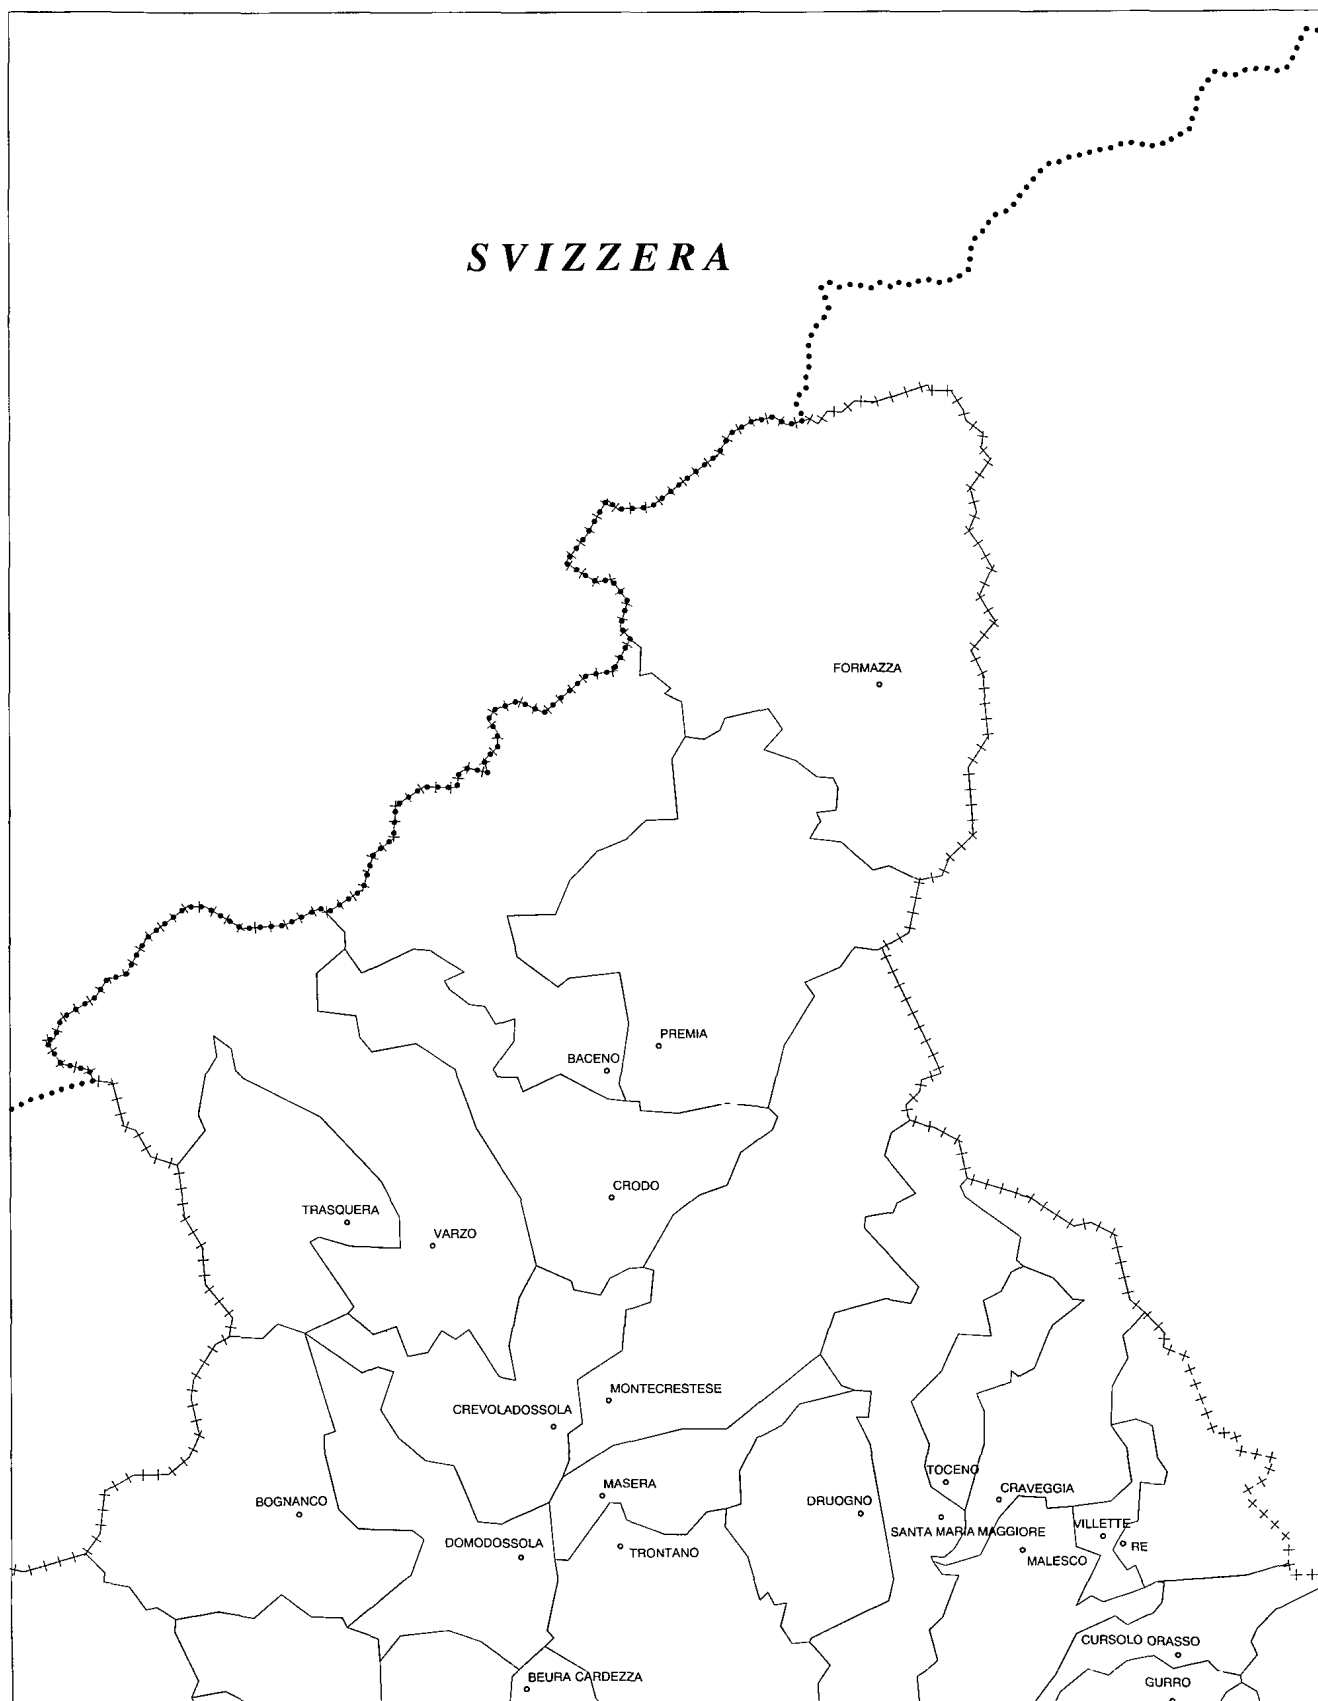 SVIZZERA
FORMAZZA
PREMIA
BACENO
CRODO
TRASQUERA
VARZO
MONTECRESTESE
CREVOLADOSSOLA
TOCENO
MASERA
CRAVEGGIA
BOGNANCO
DRUOGNO
VILLETTE
SANTA MARIA MAGGIORE
RE
DOMODOSSOLA
TRONTANO
MALESCO
CURSOLO ORASSO
BEURA CARDEZZA
GURRO